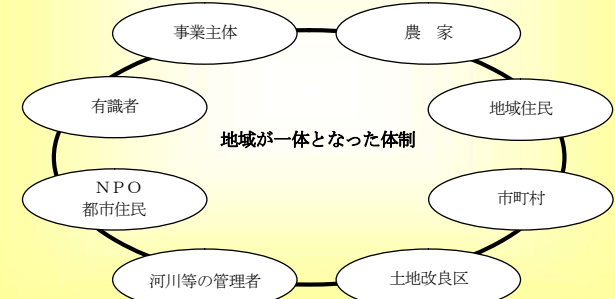 事業主体
農　家
有識者
地域住民
地域が一体となった体制
ＮＰＯ
都市住民
市町村
河川等の管理者
土地改良区